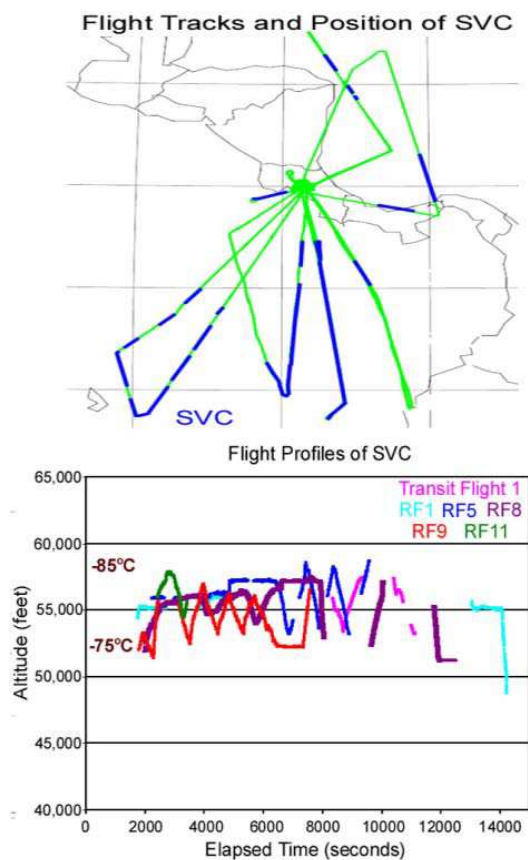 Flight Tracks and Position of SVC
SVC
Flight Profiles of SVC
65,000
60,000
55,000
50,000
45,000
40,000
Altitude (feet)
Transit Flight 1
RF1 RF5 RF8
RF9 RF11
-85ºC
-75ºC
0 2000 4000 6000 8000 10000 12000 14000
Elapsed Time (seconds)